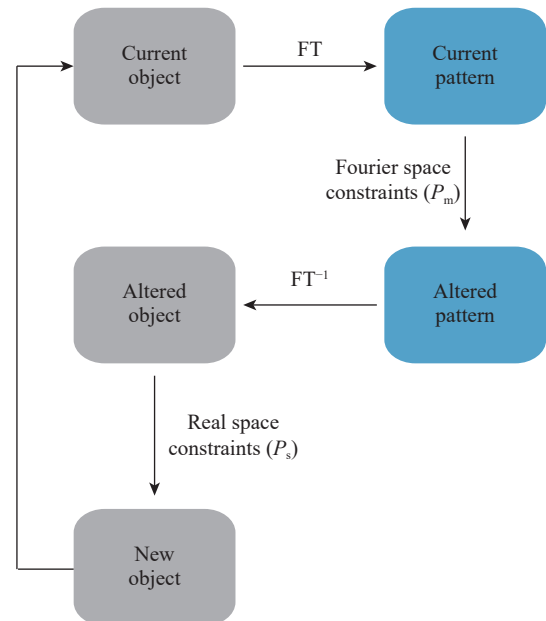 Current
object
FT
Current
pattern
Fourier space
constraints (Pm)
Altered
object
FT⁻¹
Altered
pattern
Real space
constraints (Ps)
New
object